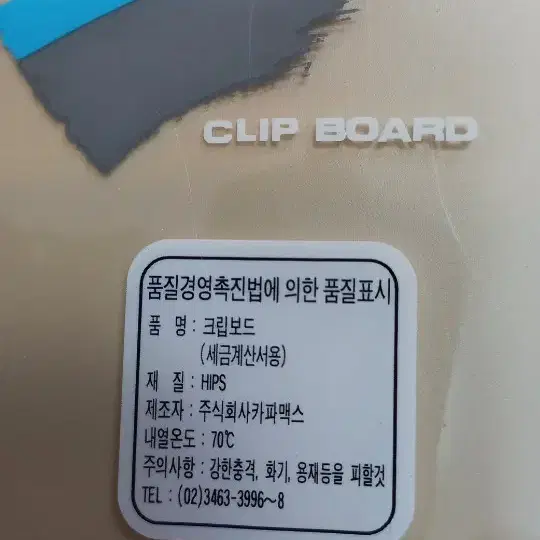 CLIP BOARD
품질경영촉진법에 의한 품질표시
품 명 : 크립보드
(세금계산서용)
재 질 : HIPS
제조자 : 주식회사카파맥스
내열온도 : 70℃
주의사항 : 강한충격, 화기, 용재등을 피할것
TEL : (02)3463-3996~8